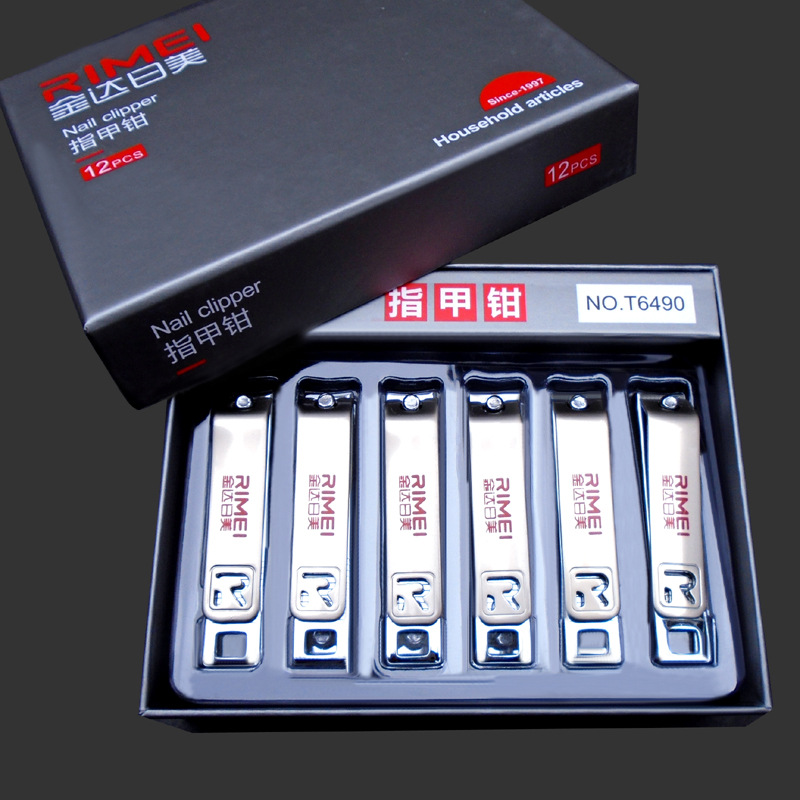 RIMEI
金达日美
Nail clipper
指甲钳
12PCS
Since-1997
Household articles
12PCS
Nail clipper
指甲钳
指甲钳
NO.T6490
RIMEI
金达日美
R
RIMEI
金达日美
R
RIMEI
金达日美
R
RIMEI
金达日美
R
RIMEI
金达日美
R
RIMEI
金达日美
R